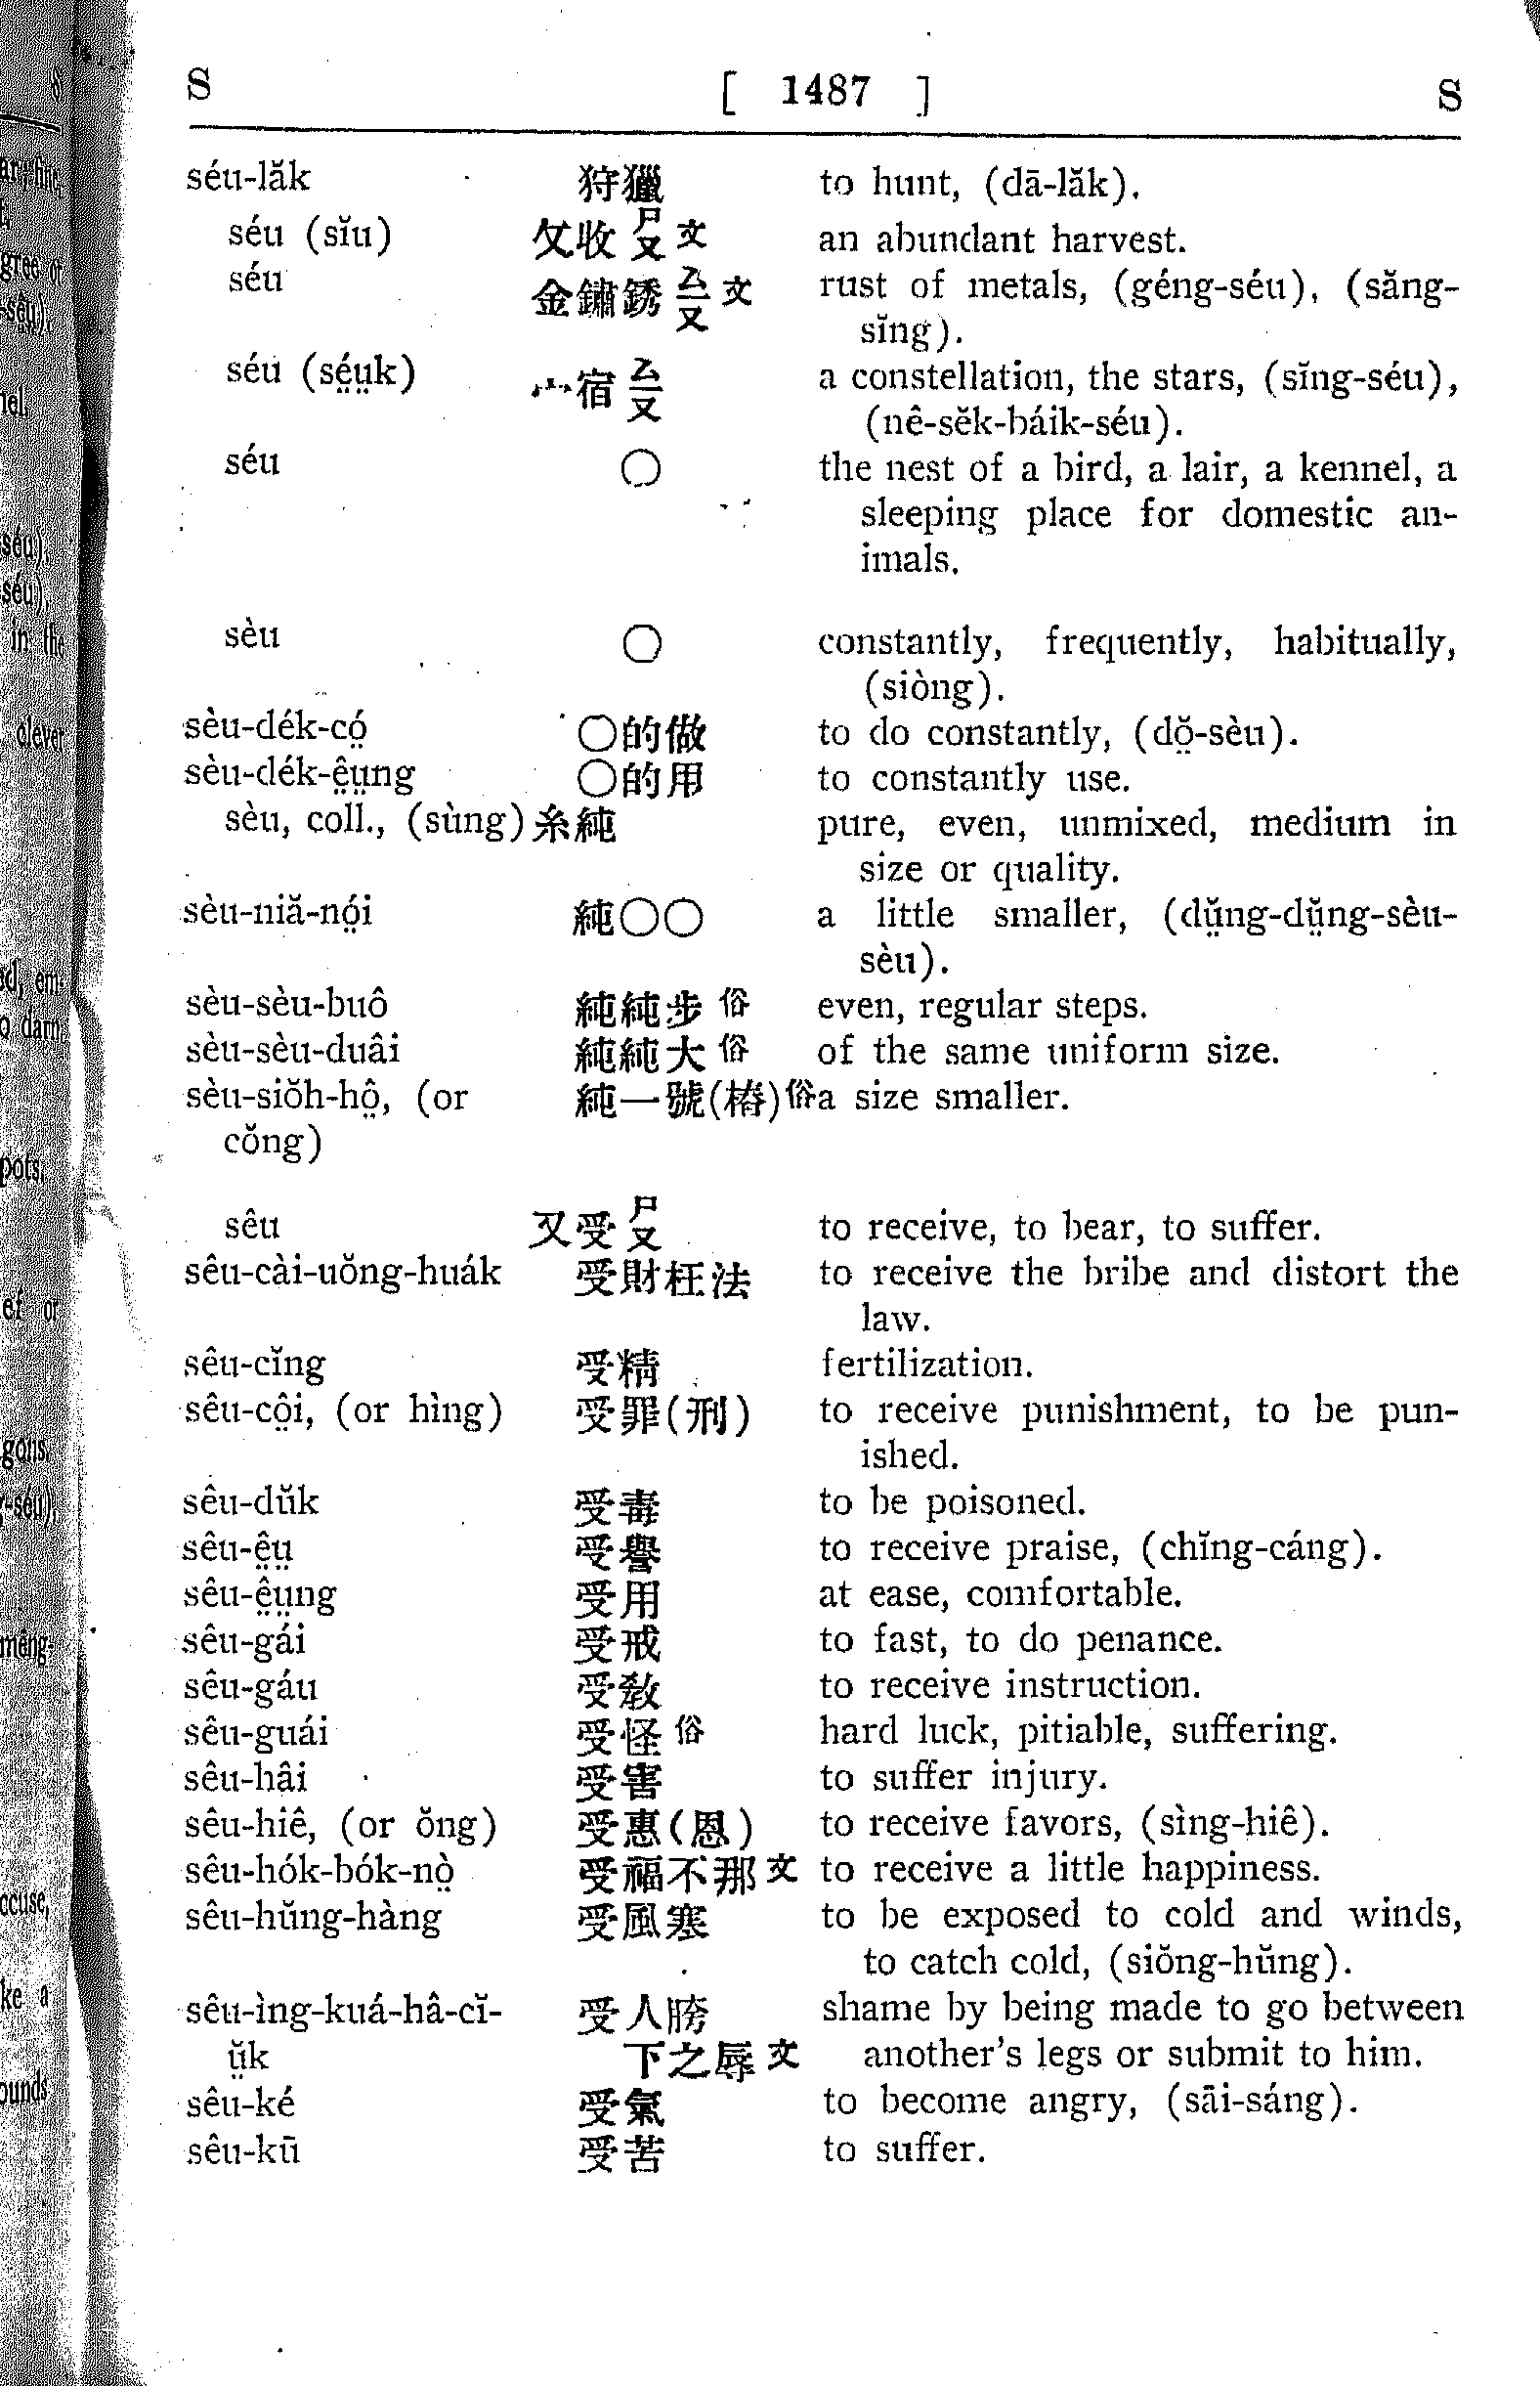 S [ 1487 ] S
séu-lăk 狩獵 to hunt, (dā-lăk).
séu (sĭu) 攵收ㄕㄡ文 an abundant harvest.
séu 金鏽銹ㄙㄡ文 rust of metals, (géng-séu), (săng-
sĭng).
séu (sé̤ṳk) 宀宿ㄙㄡ a constellation, the stars, (sĭng-séu),
(nê-sĕk-báik-séu).
séu ○ the nest of a bird, a lair, a kennel, a
sleeping place for domestic an-
imals.
sèu ○ constantly, frequently, habitually,
(siòng).
sèu-dék-có̤ ○的做 to do constantly, (dŏ̤-sèu).
sèu-dék-ê̤ṳng ○的用 to constantly use.
sèu, coll., (sùng) 糸純 pure, even, unmixed, medium in
size or quality.
sèu-niă-nó̤i 純○○ a little smaller, (dṳ̆ng-dṳ̆ng-sèu-
sèu).
sèu-sèu-buô 純純步俗 even, regular steps.
sèu-sèu-duâi 純純大俗 of the same uniform size.
sèu-siŏh-hô̤, (or 純一號(樁)俗 a size smaller.
cŏng)
sêu 又受ㄕㄡ to receive, to bear, to suffer.
sêu-cài-uŏng-huák 受財枉法 to receive the bribe and distort the
law.
sêu-cĭng 受精 fertilization.
sêu-cô̤i, (or hìng) 受罪(刑) to receive punishment, to be pun-
ished.
sêu-dŭk 受毒 to be poisoned.
sêu-ê̤ṳ 受譽 to receive praise, (chĭng-cáng).
sêu-ê̤ṳng 受用 at ease, comfortable.
sêu-gái 受戒 to fast, to do penance.
sêu-gáu 受教 to receive instruction.
sêu-guái 受怪俗 hard luck, pitiable, suffering.
sêu-hâi 受害 to suffer injury.
sêu-hiê, (or ŏng) 受惠(恩) to receive favors, (sìng-hiê).
sêu-hók-bók-nò̤ 受福不那文 to receive a little happiness.
sêu-hŭng-hàng 受風寒 to be exposed to cold and winds,
to catch cold, (siŏng-hŭng).
sêu-ìng-kuá-hâ-cĭ- 受人胯 shame by being made to go between
ṳ̆k 下之辱文 another's legs or submit to him.
sêu-ké 受氣 to become angry, (sāi-sáng).
sêu-kū 受苦 to suffer.